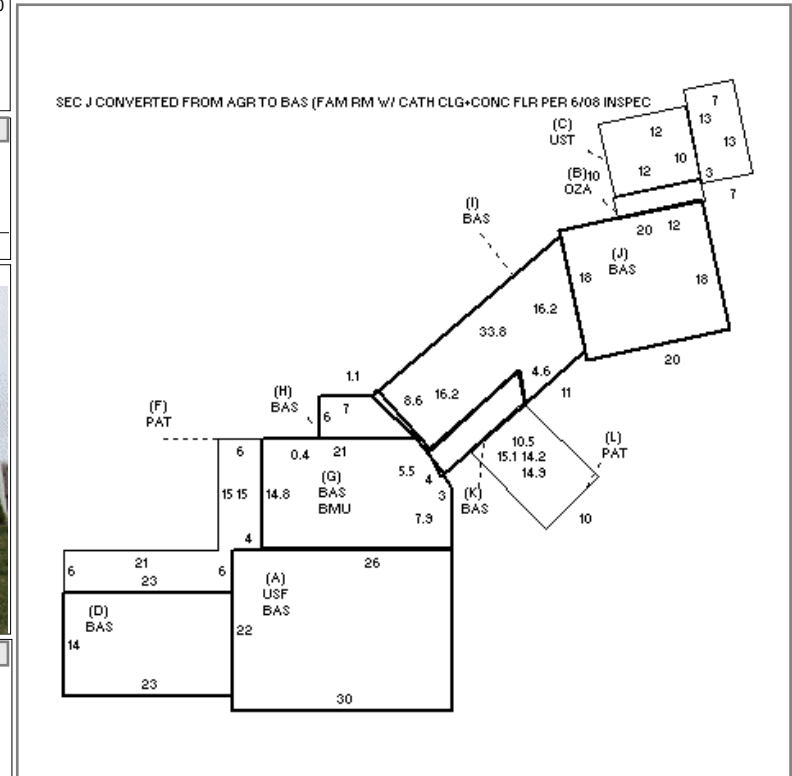 SEC J CONVERTED FROM AGR TO BAS (FAM RM W/ CATH CLG+CONC FLR PER 6/08 INSPEC
7
13
13
3
7
(C)
UST
12
10
12
10
(B)
OZA
(I)
BAS
20 12
(J)
BAS
18
18
20
16.2
33.8
4.6
11
8.6 16.2
1.1
(H)
BAS
7
6
(F)
PAT
6
0.4 21
(G)
BAS
BMU
5.5
4
3
7.9
15 15
14.8
4
(K)
BAS
10.5
15.1 14.2
14.9
(L)
PAT
10
21
23
6
6
26
(A)
USF
BAS
22
30
(D)
BAS
14
23